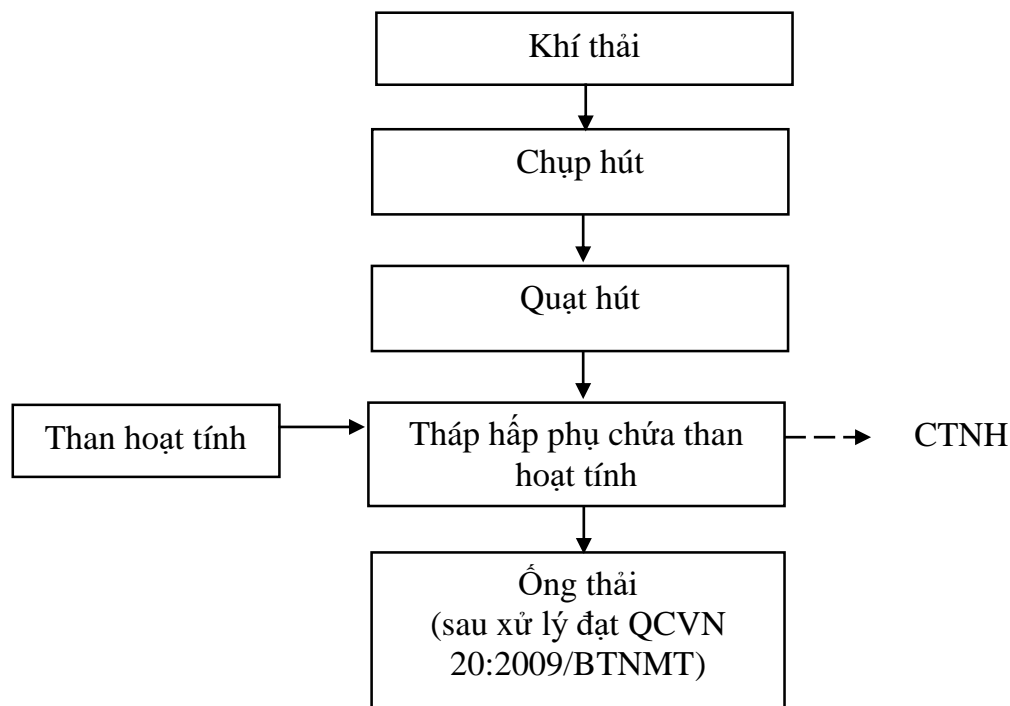 Khí thải
Chụp hút
Quạt hút
Than hoạt tính
Tháp hấp phụ chứa than
hoạt tính
CTNH
Ống thải
(sau xử lý đạt QCVN
20:2009/BTNMT)